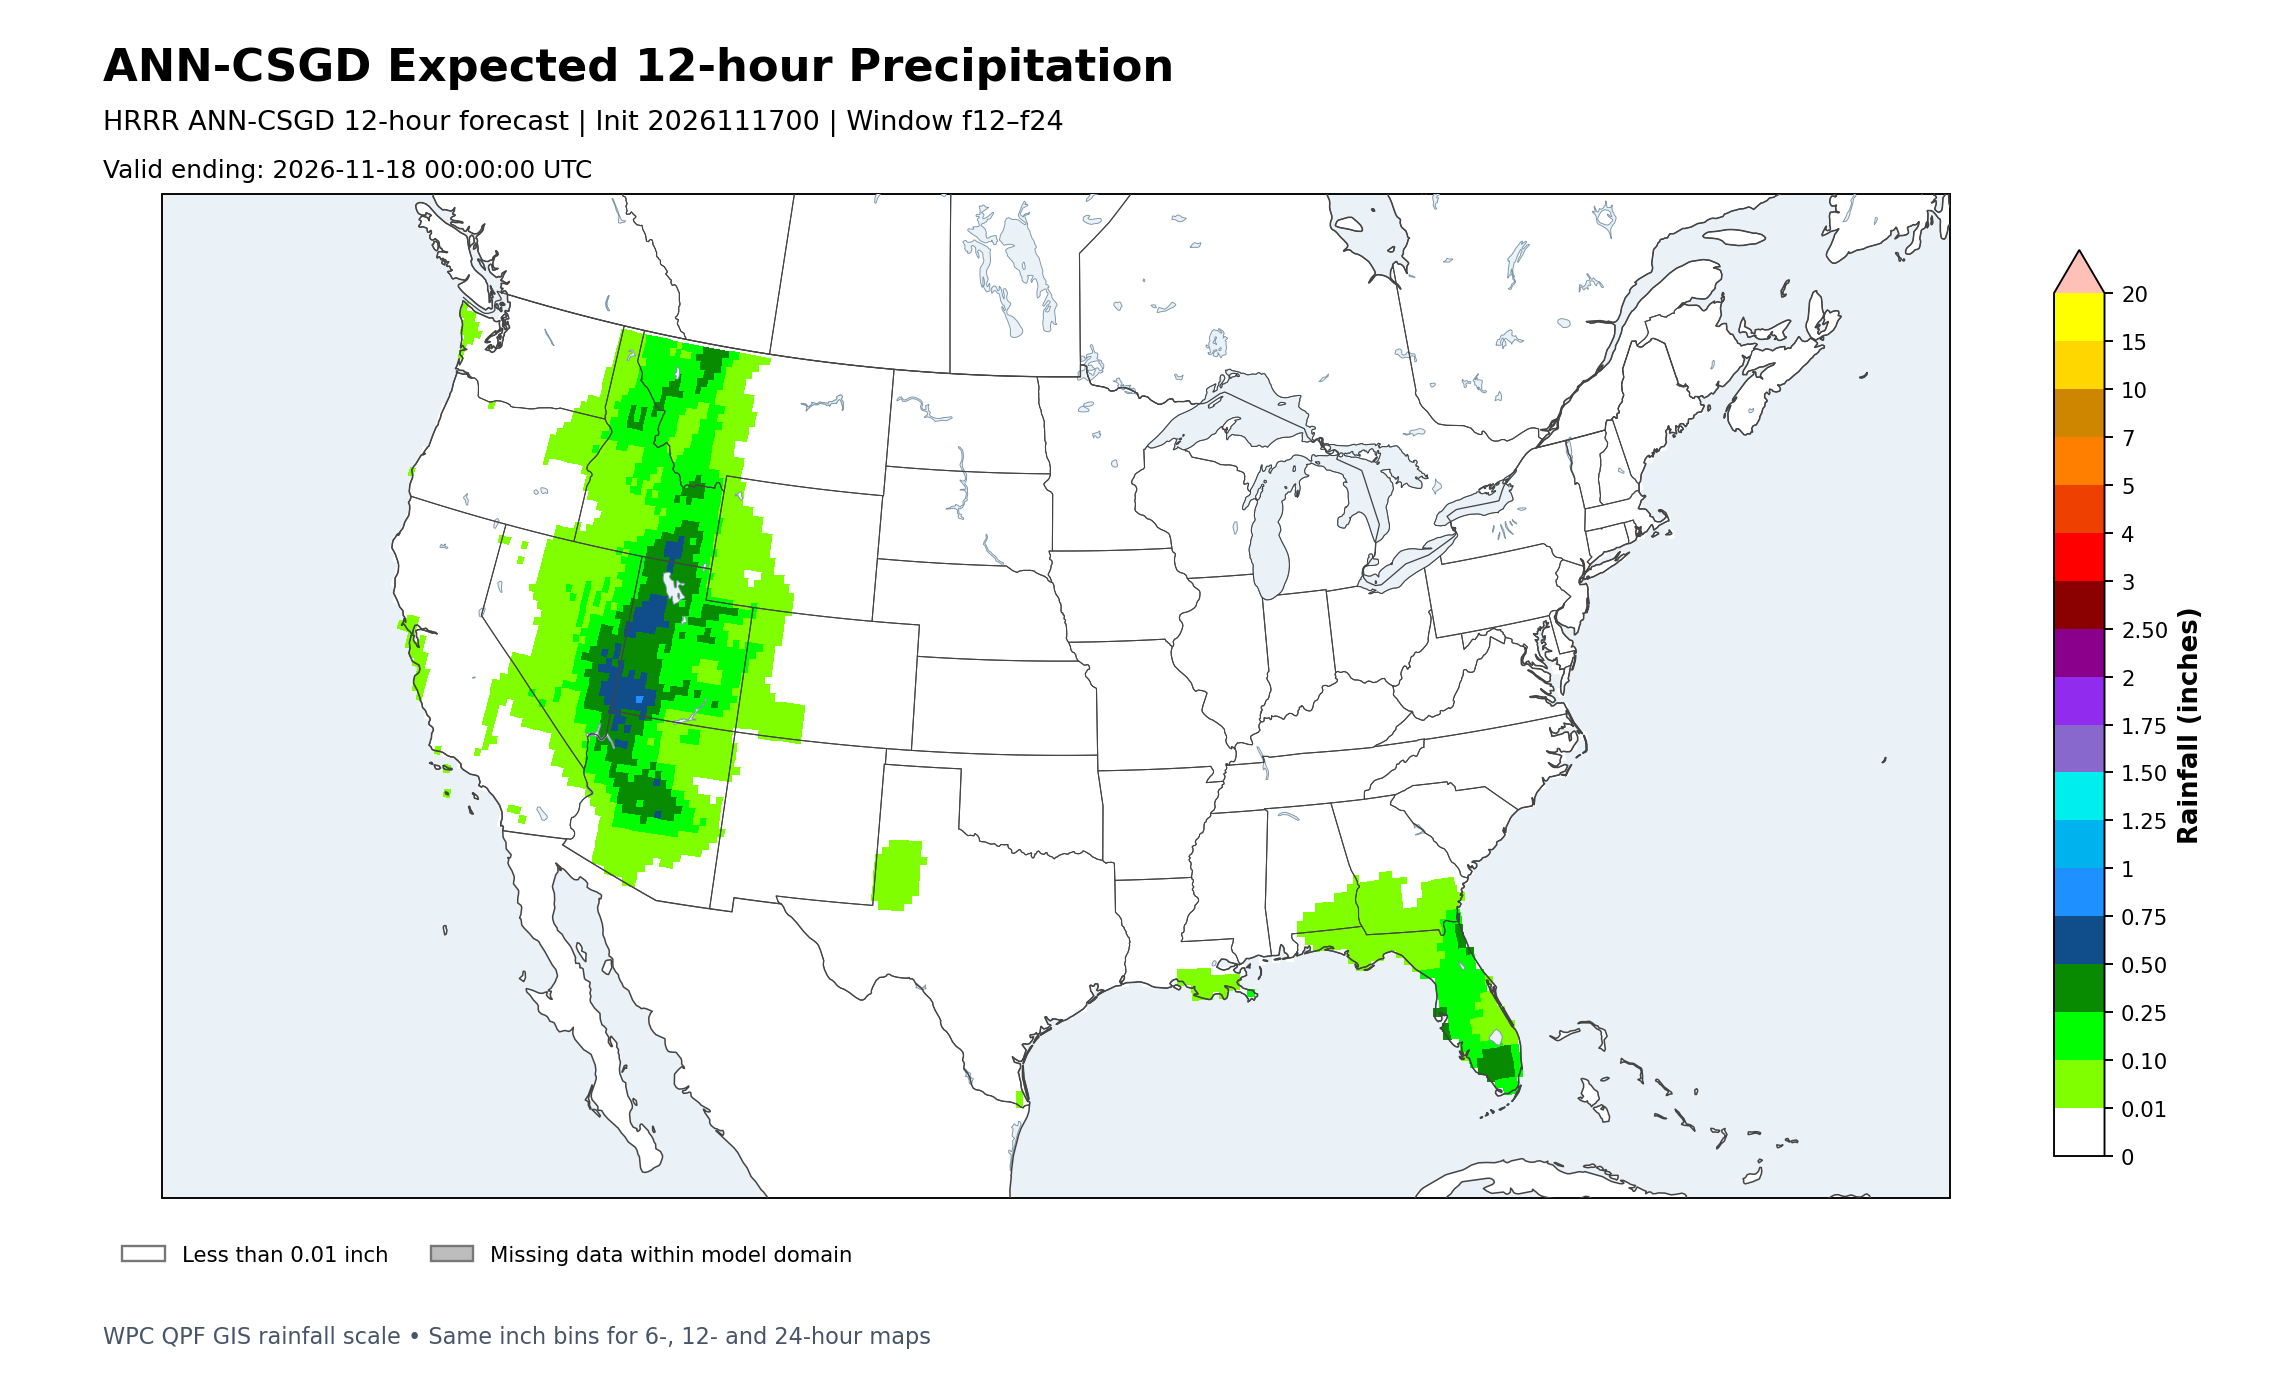 ANN-CSGD Expected 12-hour Precipitation
HRRR ANN-CSGD 12-hour forecast | Init 2026111700 | Window f12–f24
Valid ending: 2026-11-18 00:00:00 UTC
20
15
10
7
5
4
3
2.50
2
1.75
1.50
1.25
1
0.75
0.50
0.25
0.10
0.01
0
Rainfall (inches)
Less than 0.01 inch
Missing data within model domain
WPC QPF GIS rainfall scale • Same inch bins for 6-, 12- and 24-hour maps